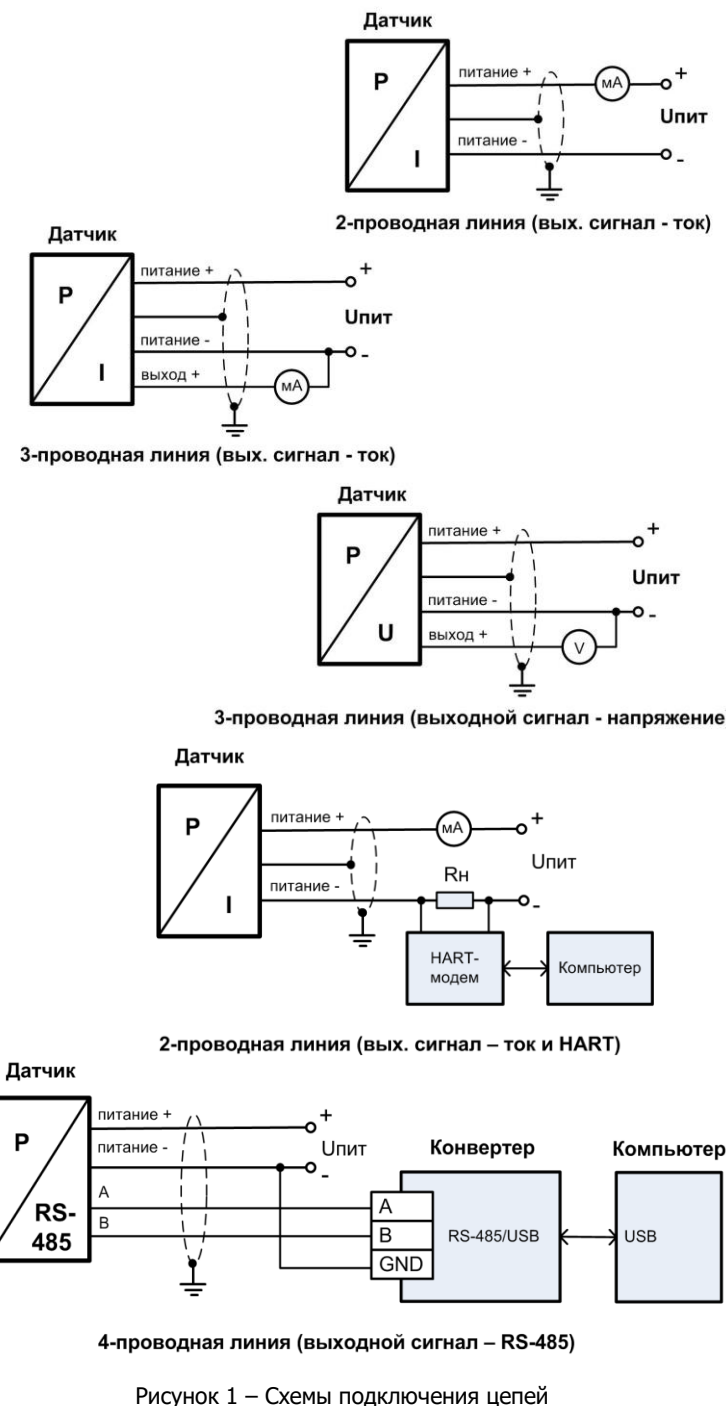 Датчик
P
I
питание +
мА
+
Uпит
питание -
-
2-проводная линия (вых. сигнал - ток)
Датчик
P
I
питание +
+
Uпит
питание -
-
выход +
мА
3-проводная линия (вых. сигнал - ток)
Датчик
P
U
питание +
+
Uпит
питание -
-
выход +
V
3-проводная линия (выходной сигнал - напряжение
Датчик
P
I
питание +
мА
+
Uпит
Rн
питание -
-
HART-
модем
Компьютер
2-проводная линия (вых. сигнал – ток и HART)
Датчик
P
RS-
485
питание +
+
питание -
Uпит
-
A
B
Конвертер
A
B
GND
RS-485/USB
Компьютер
USB
4-проводная линия (выходной сигнал – RS-485)
Рисунок 1 – Схемы подключения цепей